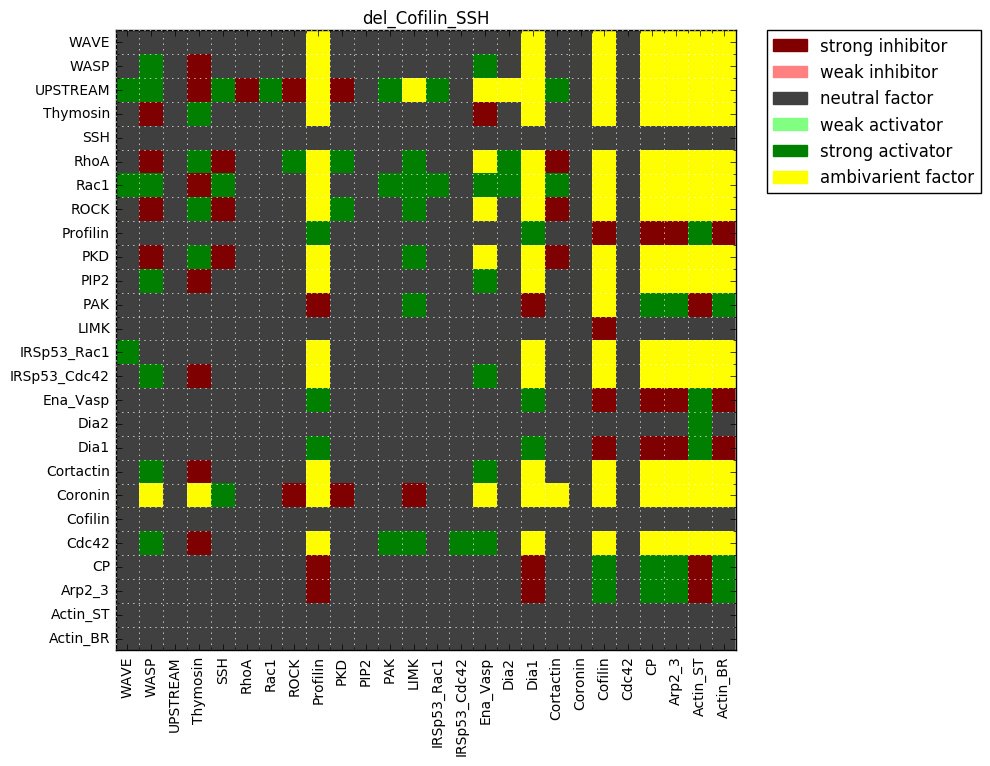 del_Cofilin_SSH
WAVE
WASP
UPSTREAM
Thymosin
SSH
RhoA
Rac1
ROCK
Profilin
PKD
PIP2
PAK
LIMK
IRSp53_Rac1
IRSp53_Cdc42
Ena_Vasp
Dia2
Dia1
Cortactin
Coronin
Cofilin
Cdc42
CP
Arp2_3
Actin_ST
Actin_BR
WAVE
WASP
UPSTREAM
Thymosin
SSH
RhoA
Rac1
ROCK
Profilin
PKD
PIP2
PAK
LIMK
IRSp53_Rac1
IRSp53_Cdc42
Ena_Vasp
Dia2
Dia1
Cortactin
Coronin
Cofilin
Cdc42
CP
Arp2_3
Actin_ST
Actin_BR
strong inhibitor
weak inhibitor
neutral factor
weak activator
strong activator
ambivarient factor